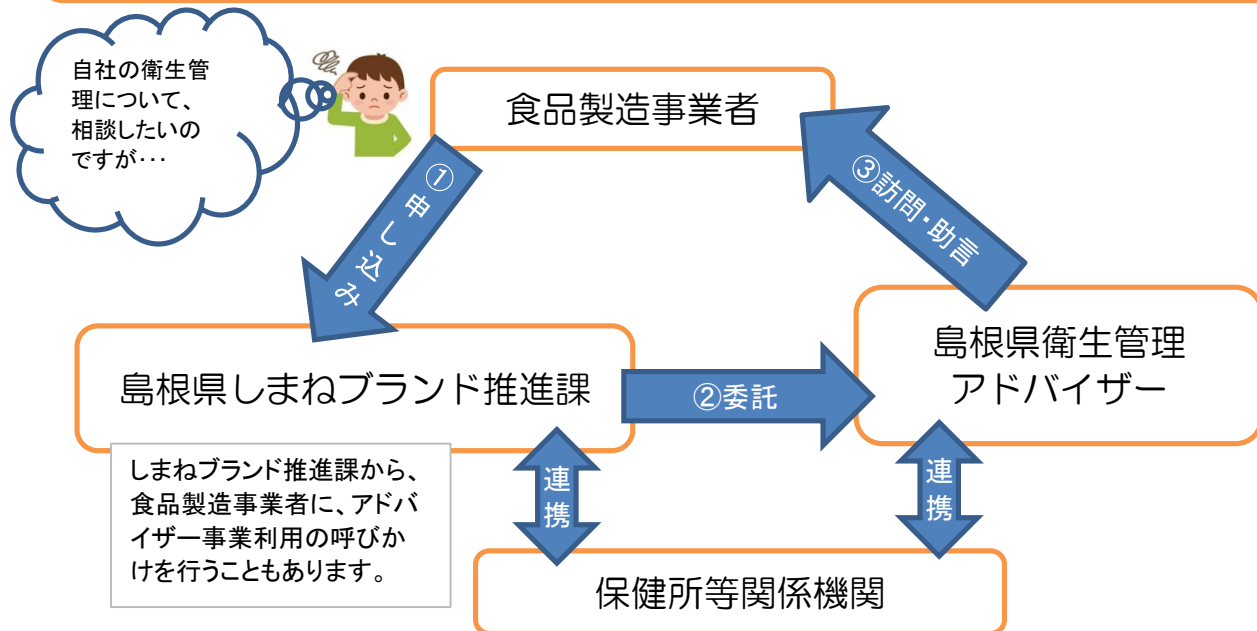 自社の衛生管
理について、
相談したいの
ですが・・・
食品製造事業者
①申し込み
③訪問・助言
島根県しまねブランド推進課
②委託
島根県衛生管理
アドバイザー
しまねブランド推進課から、
食品製造事業者に、アドバ
イザー事業利用の呼びか
けを行うこともあります。
連携
連携
保健所等関係機関